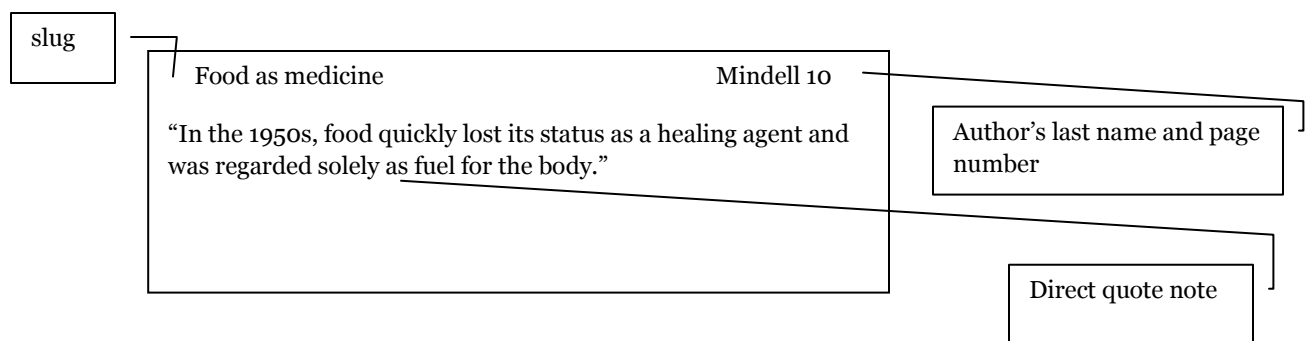 slug
Food as medicine Mindell 10
“In the 1950s, food quickly lost its status as a healing agent and
was regarded solely as fuel for the body.”
Author’s last name and page
number
Direct quote note